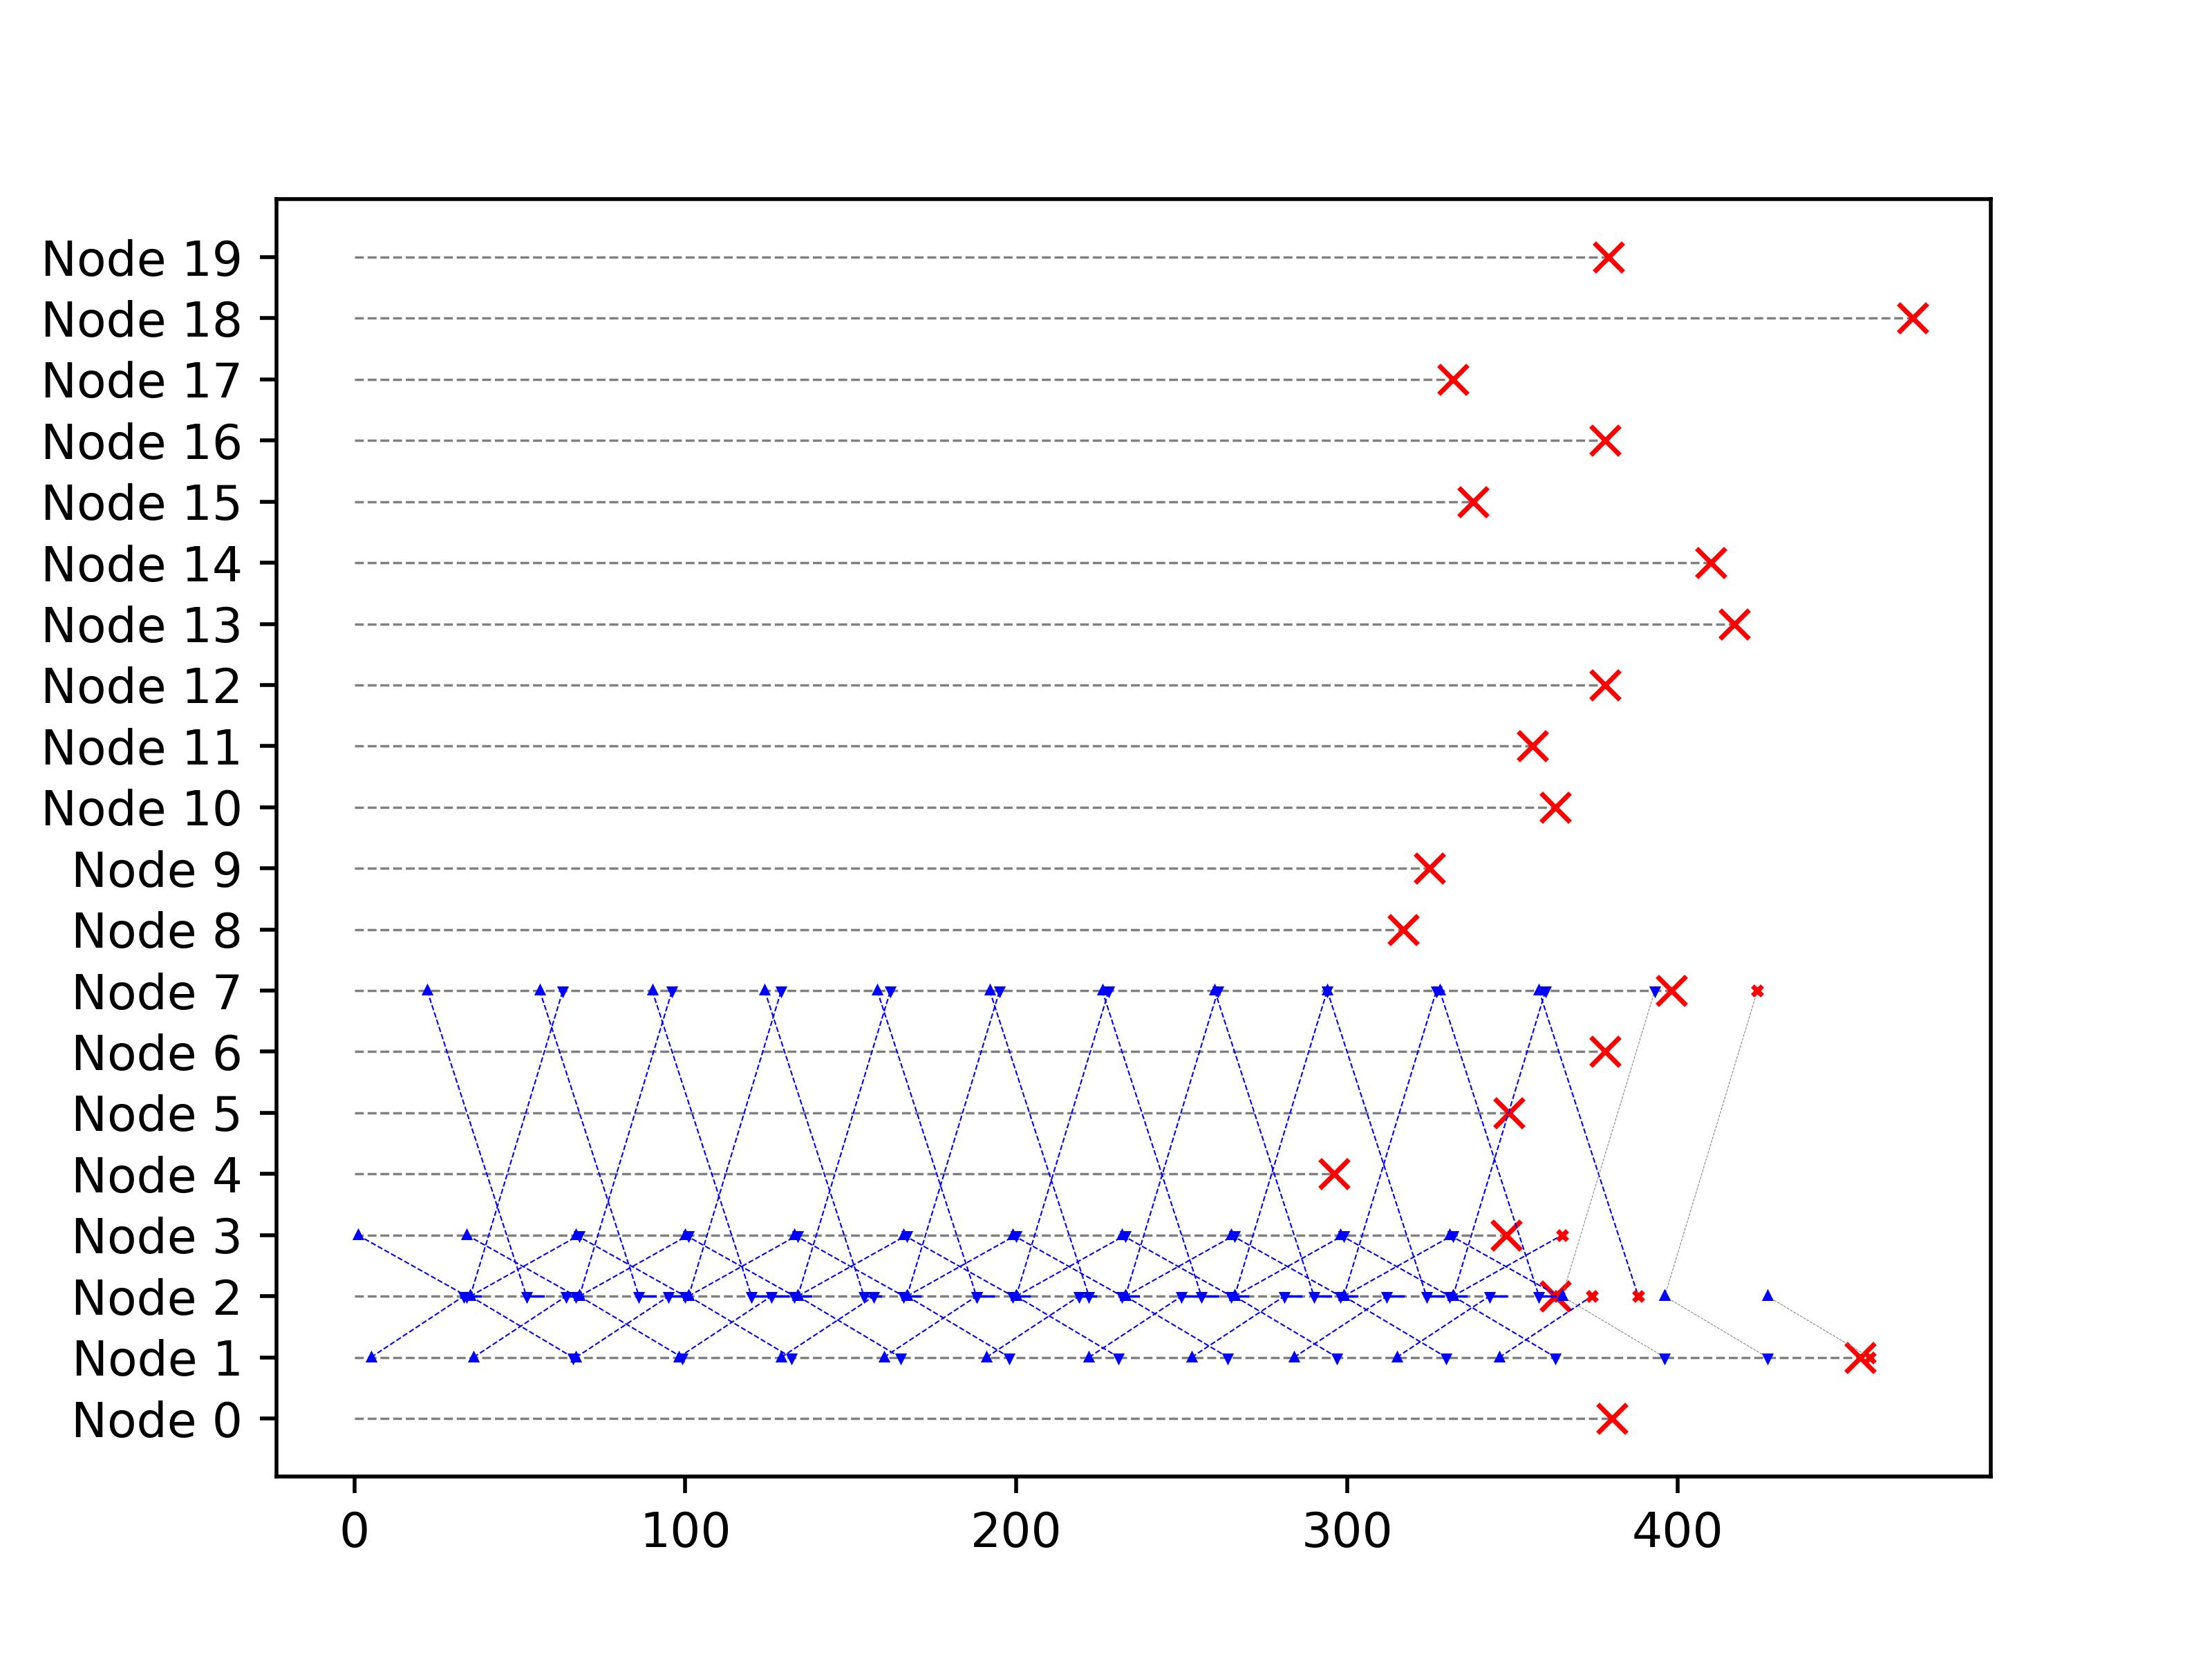 Node 19
Node 18
Node 17
Node 16
Node 15
Node 14
Node 13
Node 12
Node 11
Node 10
Node 9
Node 8
Node 7
Node 6
Node 5
Node 4
Node 3
Node 2
Node 1
Node 0
0 100 200 300 400